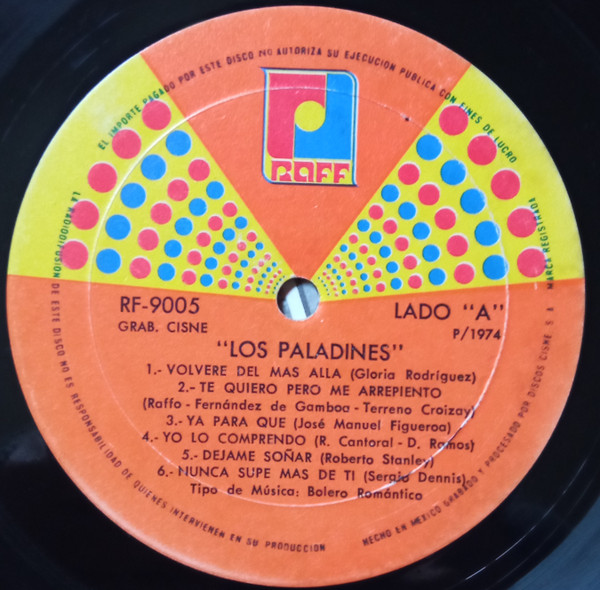 EL IMPORTE PAGADO POR ESTE DISCO NO AUTORIZA SU EJECUCION PUBLICA CON FINES DE LUCRO
RAFF
LA RADIODIFUSION DE ESTE DISCO NO ES RESPONSABILIDAD DE QUIENES INTERVIENEN EN SU PRODUCCION
MARCA REGISTRADA
HECHO EN MEXICO GRABADO Y PROCESADO POR DISCOS CISNE S A
RF-9005
GRAB. CISNE
LADO "A"
P/1974
"LOS PALADINES"
1.- VOLVERE DEL MAS ALLA (Gloria Rodríguez)
2.- TE QUIERO PERO ME ARREPIENTO
(Raffo - Fernández de Gamboa - Terreno Croizay)
3.- YA PARA QUE (José Manuel Figueroa)
4.- YO LO COMPRENDO (R. Cantoral - D. Ramos)
5.- DEJAME SOÑAR (Roberto Stanley)
6.- NUNCA SUPE MAS DE TI (Sergio Dennis)
Tipo de Música: Bolero Romántico